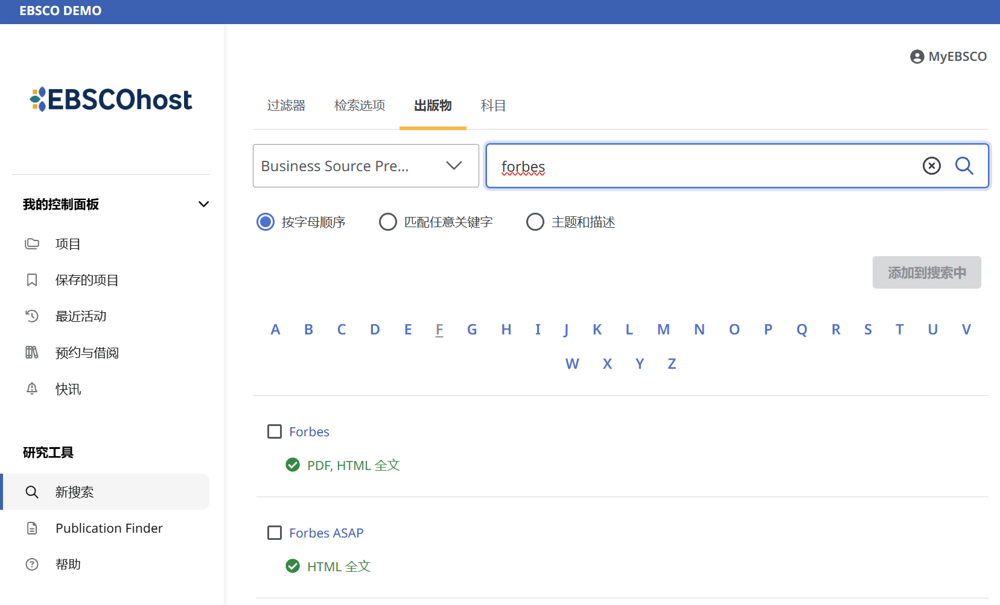 EBSCO DEMO
MyEBSCO
EBSCOhost
过滤器 检索选项 出版物 科目
Business Source Pre...
forbes
按字母顺序 匹配任意关键字 主题和描述
添加到搜索中
A B C D E F G H I J K L M N O P Q R S T U V
W X Y Z
Forbes
PDF, HTML 全文
Forbes ASAP
HTML 全文
我的控制面板
项目
保存的项目
最近活动
预约与借阅
快讯
研究工具
新搜索
Publication Finder
帮助